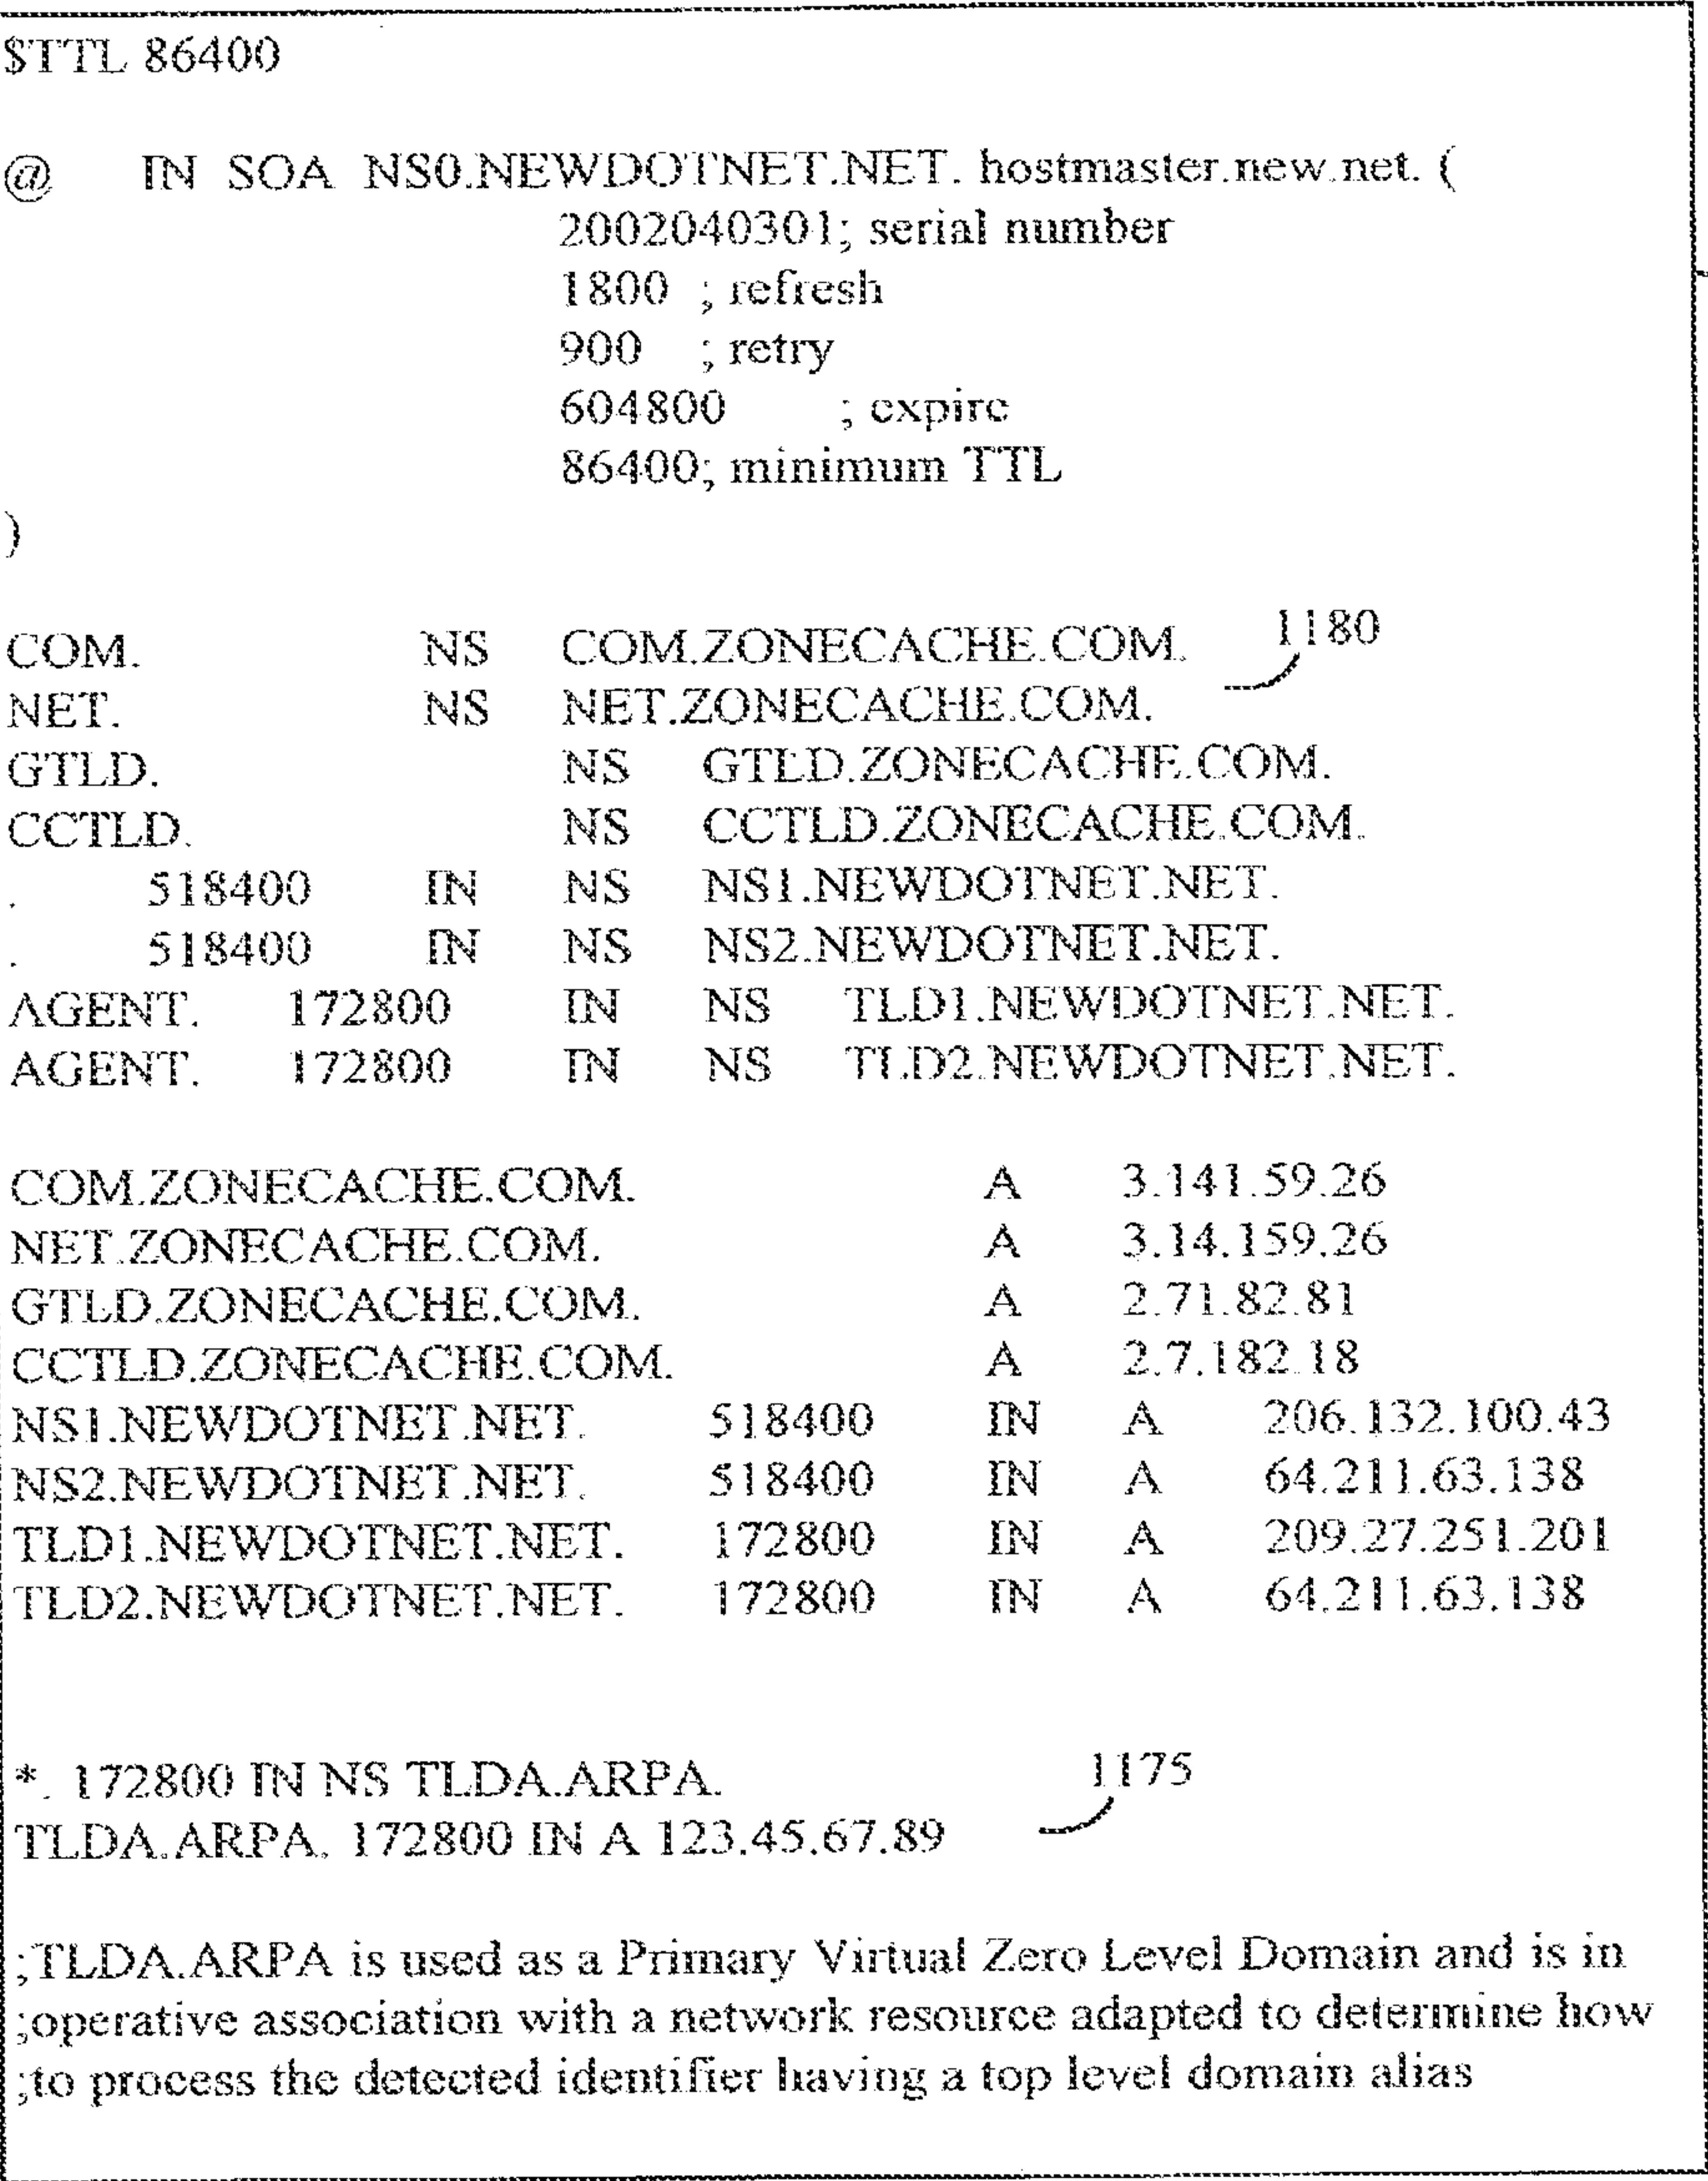 $TTL 86400
@ IN SOA NS0.NEWDOTNET.NET. hostmaster.new.net. (
2002040301; serial number
1800 ; refresh
900 ; retry
604800 ; expire
86400; minimum TTL
)
COM. NS COM.ZONECACHE.COM. 1180
NET. NS NET.ZONECACHE.COM.
GTLD. NS GTLD.ZONECACHE.COM.
CCTLD. NS CCTLD.ZONECACHE.COM.
. 518400 IN NS NS1.NEWDOTNET.NET.
. 518400 IN NS NS2.NEWDOTNET.NET.
AGENT. 172800 IN NS TLD1.NEWDOTNET.NET.
AGENT. 172800 IN NS TLD2.NEWDOTNET.NET.
COM.ZONECACHE.COM. A 3.141.59.26
NET.ZONECACHE.COM. A 3.14.159.26
GTLD.ZONECACHE.COM. A 2.71.82.81
CCTLD.ZONECACHE.COM. A 2.7.182.18
NS1.NEWDOTNET.NET. 518400 IN A 206.132.100.43
NS2.NEWDOTNET.NET. 518400 IN A 64.211.63.138
TLD1.NEWDOTNET.NET. 172800 IN A 209.27.251.201
TLD2.NEWDOTNET.NET. 172800 IN A 64.211.63.138
*. 172800 IN NS TLDA.ARPA. 1175
TLDA.ARPA. 172800 IN A 123.45.67.89
;TLDA.ARPA is used as a Primary Virtual Zero Level Domain and is in
;operative association with a network resource adapted to determine how
;to process the detected identifier having a top level domain alias